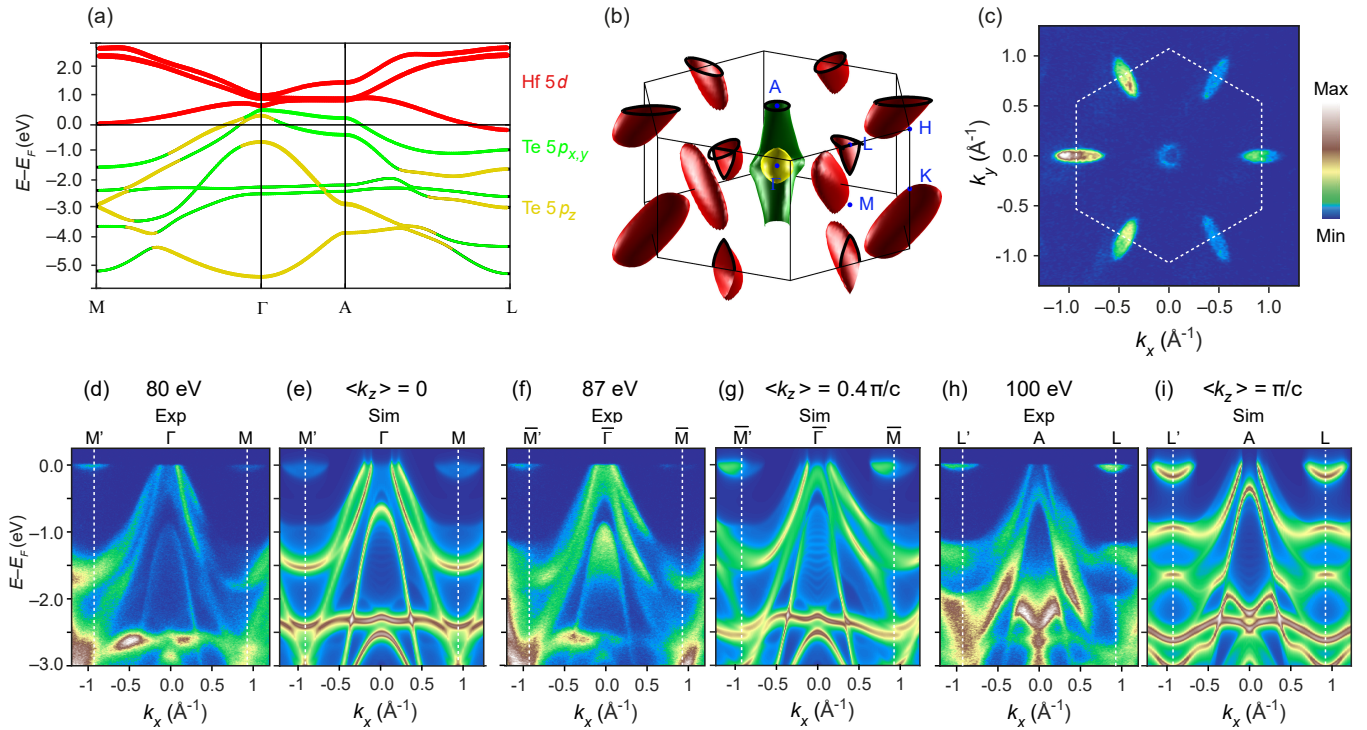 (a)
E–E_F (eV)
2.0
1.0
0.0
–1.0
–2.0
–3.0
–4.0
–5.0
M
Γ
A
L
Hf 5d
Te 5p_{x,y}
Te 5p_z
(b)
A
H
L
Γ
K
M
(c)
k_y (Å⁻¹)
1.0
0.5
0.0
-0.5
-1.0
–1.0
–0.5
0.0
0.5
1.0
k_x (Å⁻¹)
Max
Min
(d) 80 eV
Exp
M' Γ M
E–E_F (eV)
0.0
–1.0
–2.0
–3.0
-1 -0.5 0.0 0.5 1
k_x (Å⁻¹)
(e) <k_z> = 0
Sim
M' Γ M
-1 -0.5 0.0 0.5 1
k_x (Å⁻¹)
(f) 87 eV
Exp
M̅' Γ̅ M̅
-1 -0.5 0.0 0.5 1
k_x (Å⁻¹)
(g) <k_z> = 0.4π/c
Sim
M̅' Γ̅ M̅
-1 -0.5 0.0 0.5 1
k_x (Å⁻¹)
(h) 100 eV
Exp
L' A L
-1 -0.5 0.0 0.5 1
k_x (Å⁻¹)
(i) <k_z> = π/c
Sim
L' A L
-1 -0.5 0.0 0.5 1
k_x (Å⁻¹)